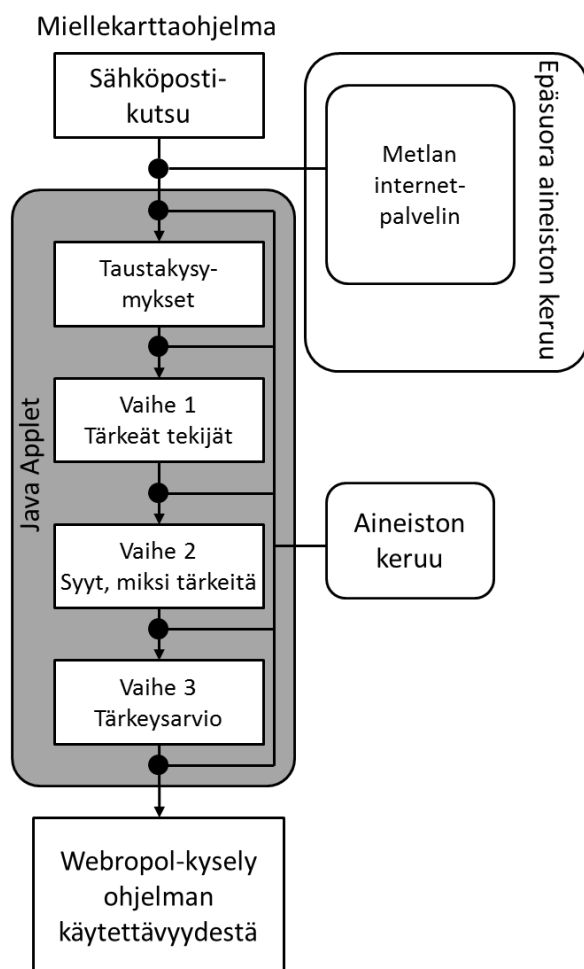 Miellekarttaohjelma
Sähköposti-
kutsu
Epäsuora aineiston keruu
Metlan
internet-
palvelin
Java Applet
Taustakysy-
mykset
Vaihe 1
Tärkeät tekijät
Vaihe 2
Syyt, miksi tärkeitä
Aineiston
keruu
Vaihe 3
Tärkeysarvio
Webropol-kysely
ohjelman
käytettävyydestä